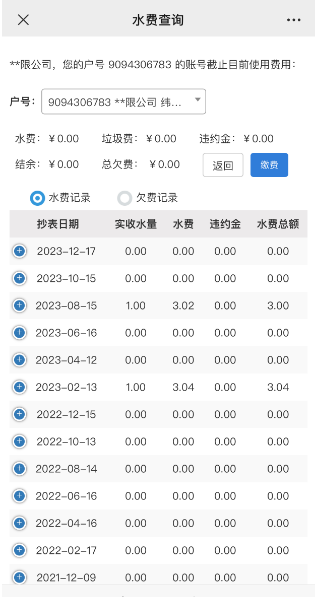 水费查询
**限公司，您的户号 9094306783 的账号截止目前使用费用：
户号： 9094306783 **限公司 纬...
水费：￥0.00 垃圾费：￥0.00 违约金：￥0.00
结余：￥0.00 总欠费：￥0.00 返回 缴费
水费记录 欠费记录
抄表日期 实收水量 水费 违约金 水费总额
2023-12-17 0.00 0.00 0.00 0.00
2023-10-15 0.00 0.00 0.00 0.00
2023-08-15 1.00 3.02 0.00 3.00
2023-06-16 0.00 0.00 0.00 0.00
2023-04-12 0.00 0.00 0.00 0.00
2023-02-13 1.00 3.04 0.00 3.04
2022-12-15 0.00 0.00 0.00 0.00
2022-10-13 0.00 0.00 0.00 0.00
2022-08-14 0.00 0.00 0.00 0.00
2022-06-16 0.00 0.00 0.00 0.00
2022-04-16 0.00 0.00 0.00 0.00
2022-02-17 0.00 0.00 0.00 0.00
2021-12-09 0.00 0.00 0.00 0.00